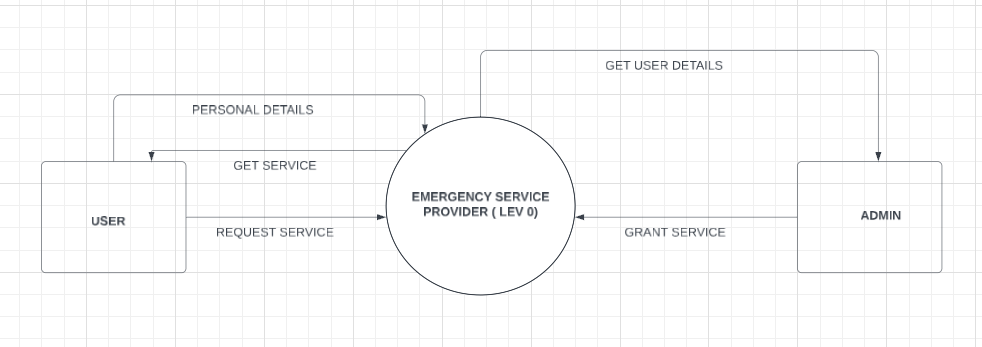 GET USER DETAILS
PERSONAL DETAILS
GET SERVICE
EMERGENCY SERVICE
PROVIDER ( LEV 0)
USER
ADMIN
REQUEST SERVICE
GRANT SERVICE